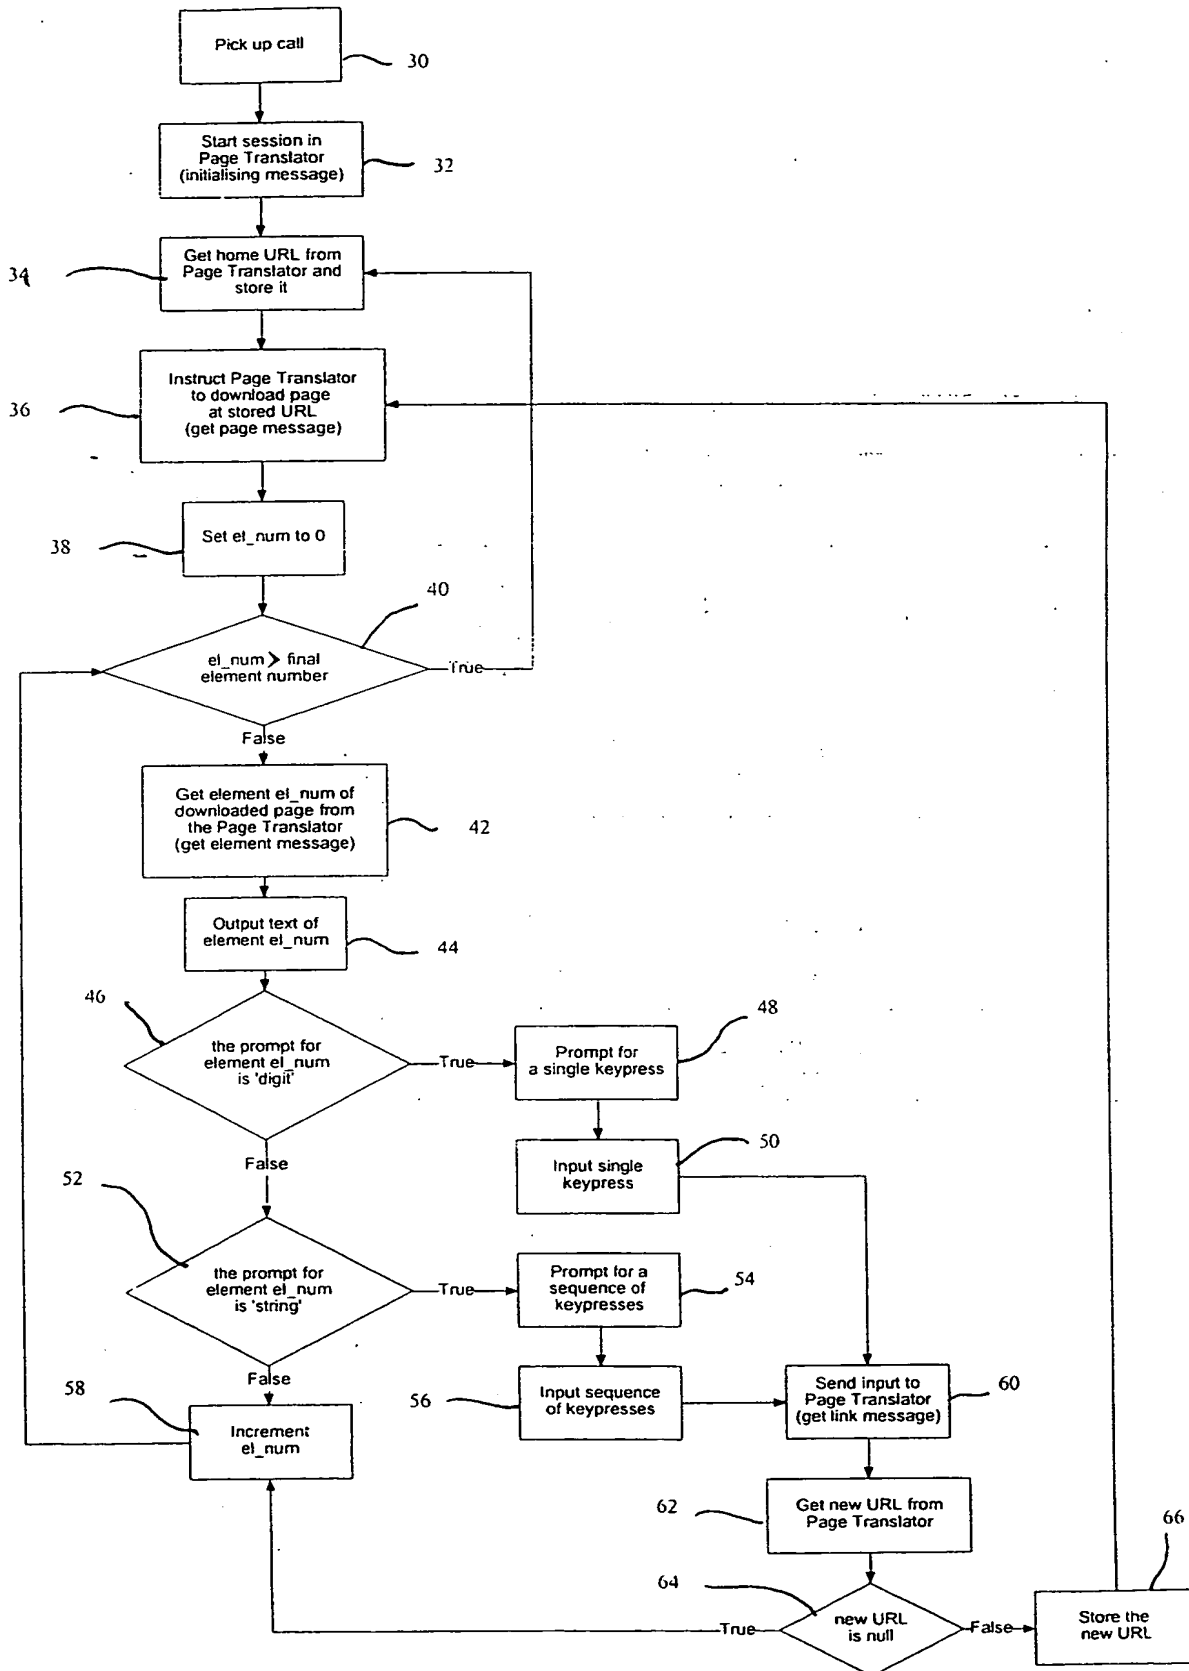 Pick up call
30
Start session in
Page Translator
(initialising message)
32
Get home URL from
Page Translator and
store it
34
Instruct Page Translator
to download page
at stored URL
(get page message)
36
Set el_num to 0
38
40
el_num > final
element number
True
False
Get element el_num of
downloaded page from
the Page Translator
(get element message)
42
Output text of
element el_num
44
46
the prompt for
element el_num
is 'digit'
True
48
Prompt for
a single keypress
False
50
Input single
keypress
52
the prompt for
element el_num
is 'string'
True
Prompt for a
sequence of
keypresses
54
False
58
Increment
el_num
56
Input sequence
of keypresses
Send input to
Page Translator
(get link message)
60
62
Get new URL from
Page Translator
66
64
new URL
is null
True
False
Store the
new URL